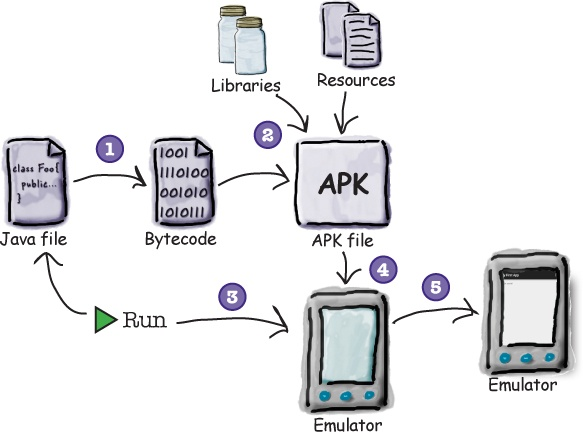 Libraries
Resources
1
2
class Foo{
public...
}
1001
1110100
001010
1010111
APK
Java file
Bytecode
APK file
4
3
5
Run
Emulator
Emulator